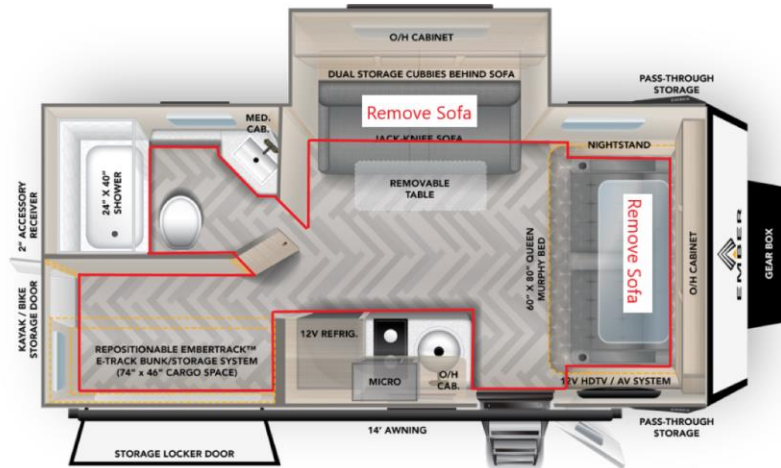 O/H CABINET
DUAL STORAGE CUBBIES BEHIND SOFA
Remove Sofa
JACK-KNIFE SOFA
REMOVABLE
TABLE
MED.
CAB.
24" X 40"
SHOWER
2" ACCESSORY
RECEIVER
KAYAK / BIKE
STORAGE DOOR
PASS-THROUGH
STORAGE
NIGHTSTAND
60" X 80" QUEEN
MURPHY BED
Remove Sofa
O/H CABINET
EMBER
GEAR BOX
REPOSITIONABLE EMBERTRACK™
E-TRACK BUNK/STORAGE SYSTEM
(74" x 46" CARGO SPACE)
12V REFRIG.
MICRO
O/H
CAB.
12V HDTV / AV SYSTEM
14' AWNING
STORAGE LOCKER DOOR
PASS-THROUGH
STORAGE